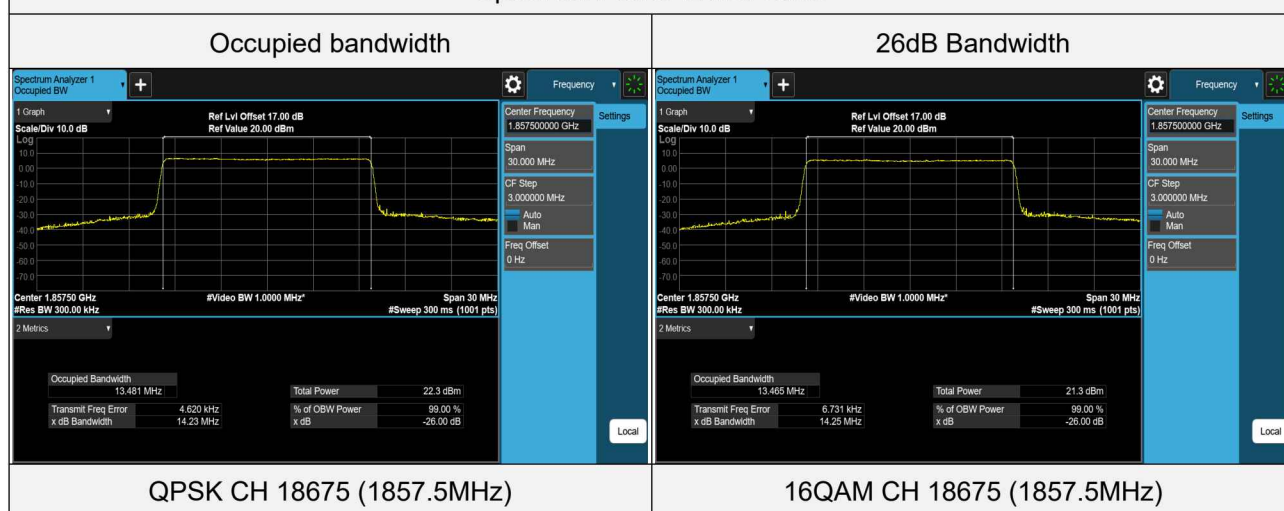 Occupied bandwidth
26dB Bandwidth
Spectrum Analyzer 1
Occupied BW
+
Frequency
Settings
1 Graph
Scale/Div 10.0 dB
Ref Lvl Offset 17.00 dB
Ref Value 20.00 dBm
Log
10.0
0.00
-10.0
-20.0
-30.0
-40.0
-50.0
-60.0
-70.0
Center 1.85750 GHz
#Res BW 300.00 kHz
#Video BW 1.0000 MHz*
Span 30 MHz
#Sweep 300 ms (1001 pts)
Center Frequency
1.857500000 GHz
Span
30.000 MHz
CF Step
3.000000 MHz
Auto
Man
Freq Offset
0 Hz
Local
2 Metrics
Occupied Bandwidth
13.481 MHz
Transmit Freq Error 4.620 kHz
x dB Bandwidth 14.23 MHz
Total Power 22.3 dBm
% of OBW Power 99.00 %
x dB -26.00 dB
Spectrum Analyzer 1
Occupied BW
+
Frequency
Settings
1 Graph
Scale/Div 10.0 dB
Ref Lvl Offset 17.00 dB
Ref Value 20.00 dBm
Log
10.0
0.00
-10.0
-20.0
-30.0
-40.0
-50.0
-60.0
-70.0
Center 1.85750 GHz
#Res BW 300.00 kHz
#Video BW 1.0000 MHz*
Span 30 MHz
#Sweep 300 ms (1001 pts)
Center Frequency
1.857500000 GHz
Span
30.000 MHz
CF Step
3.000000 MHz
Auto
Man
Freq Offset
0 Hz
Local
2 Metrics
Occupied Bandwidth
13.465 MHz
Transmit Freq Error 6.731 kHz
x dB Bandwidth 14.25 MHz
Total Power 21.3 dBm
% of OBW Power 99.00 %
x dB -26.00 dB
QPSK CH 18675 (1857.5MHz)
16QAM CH 18675 (1857.5MHz)